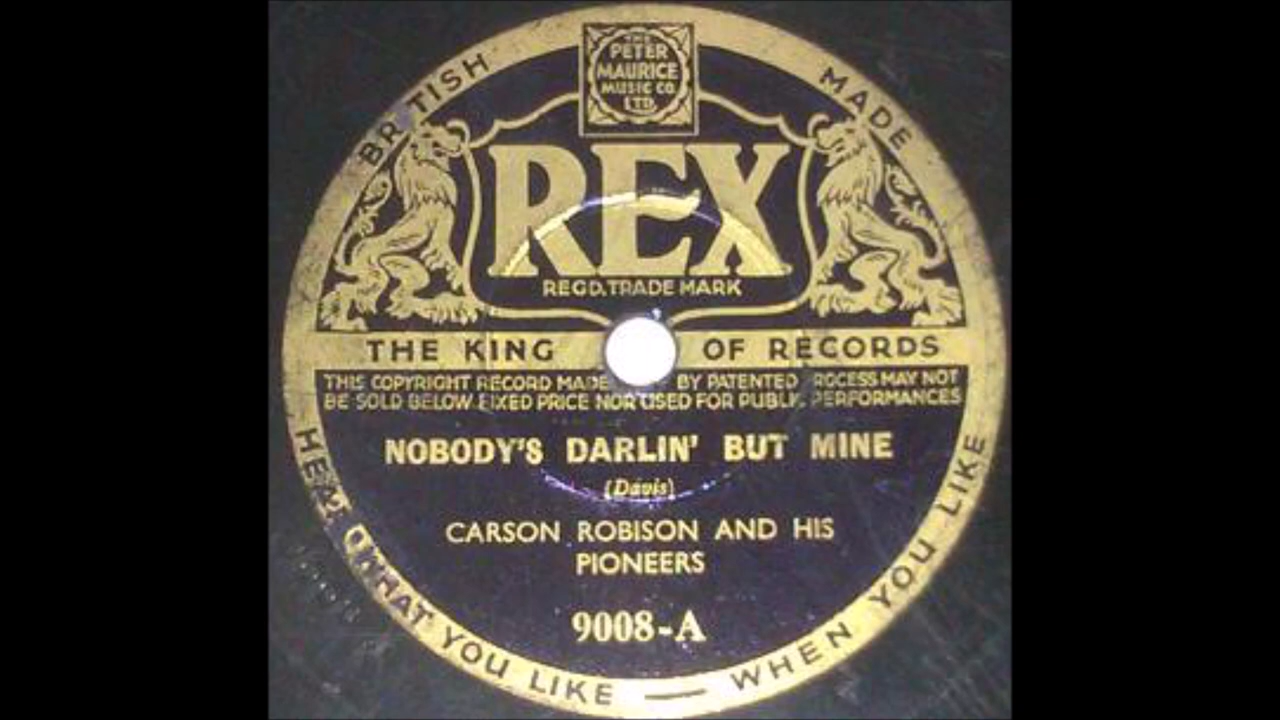 THE
PETER
MAURICE
MUSIC CO.
LTD.
BRITISH MADE
REX
REGD. TRADE MARK
THE KING OF RECORDS
THIS COPYRIGHT RECORD MADE BY PATENTED PROCESS MAY NOT
BE SOLD BELOW FIXED PRICE NOR USED FOR PUBLIC PERFORMANCES
NOBODY'S DARLIN' BUT MINE
(Davis)
CARSON ROBISON AND HIS
PIONEERS
9008-A
HEAR WHAT YOU LIKE — WHEN YOU LIKE